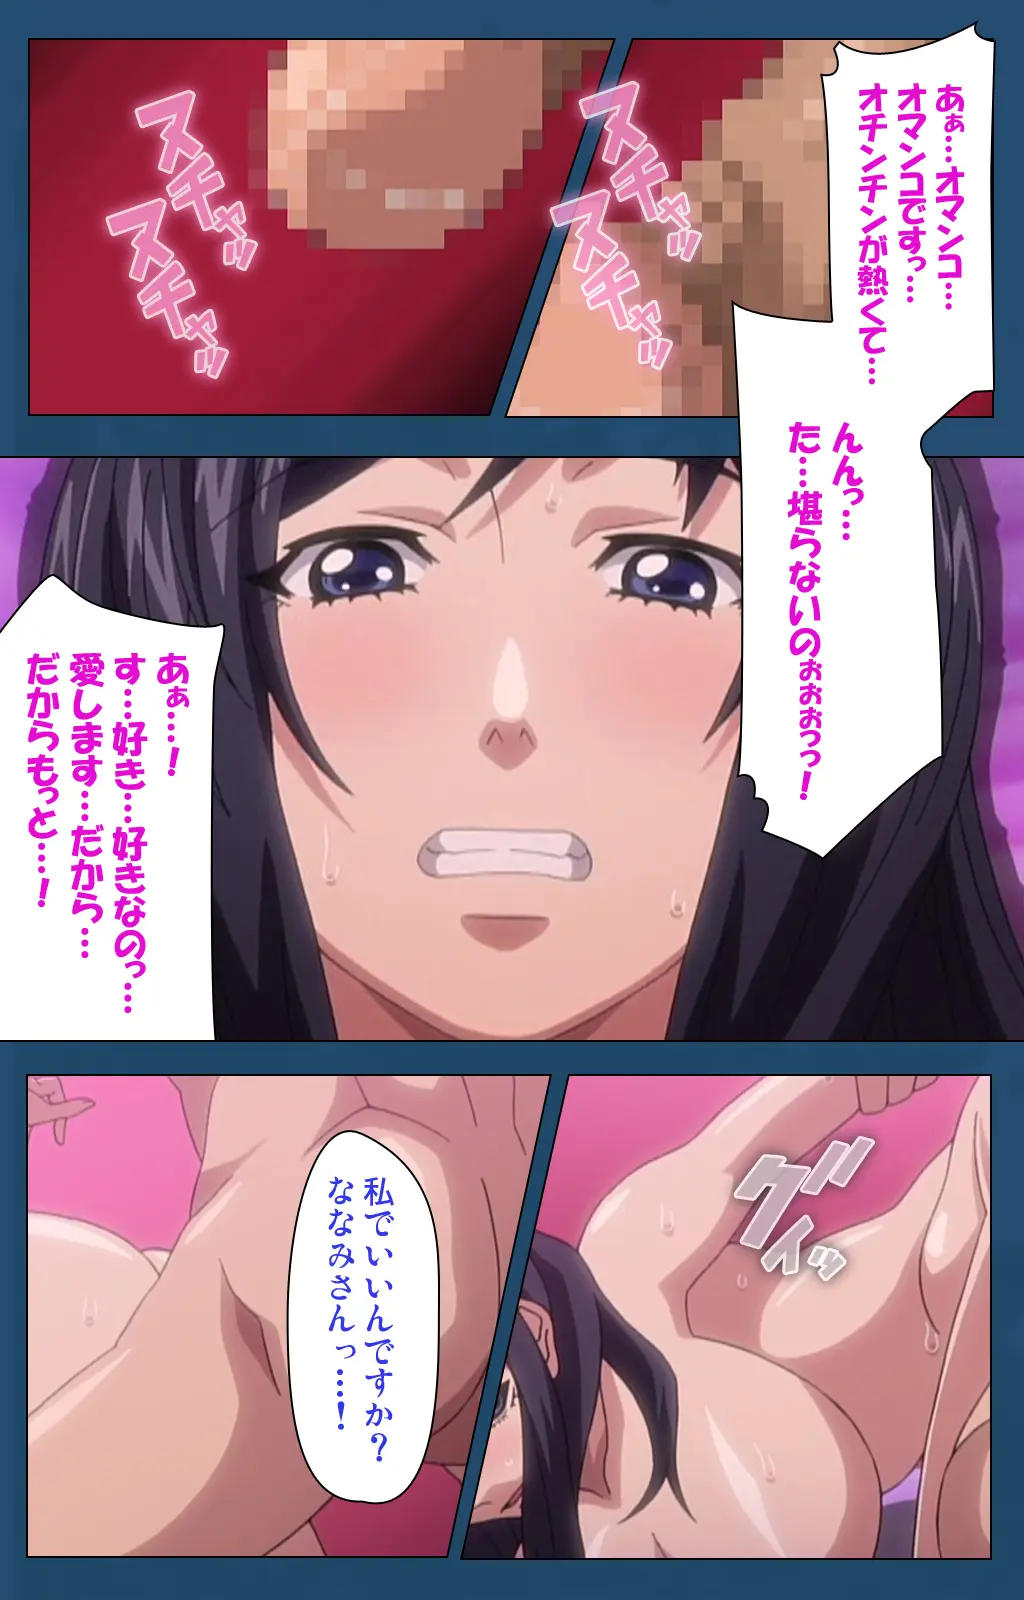 あぁ…オマンコ…
オマンコですっ…
オチンチンが熱くて…
んんっ…
た…堪らないのぉぉぉっっ！
ヌチャッ
ヌチャッ
ヌチャッ
ヌチャッ
あぁ…！
す…好き…好きなのっ…
愛します…だから…
だからもっと…！
グイッ
私でいいんですか？
ななみさんっ…！